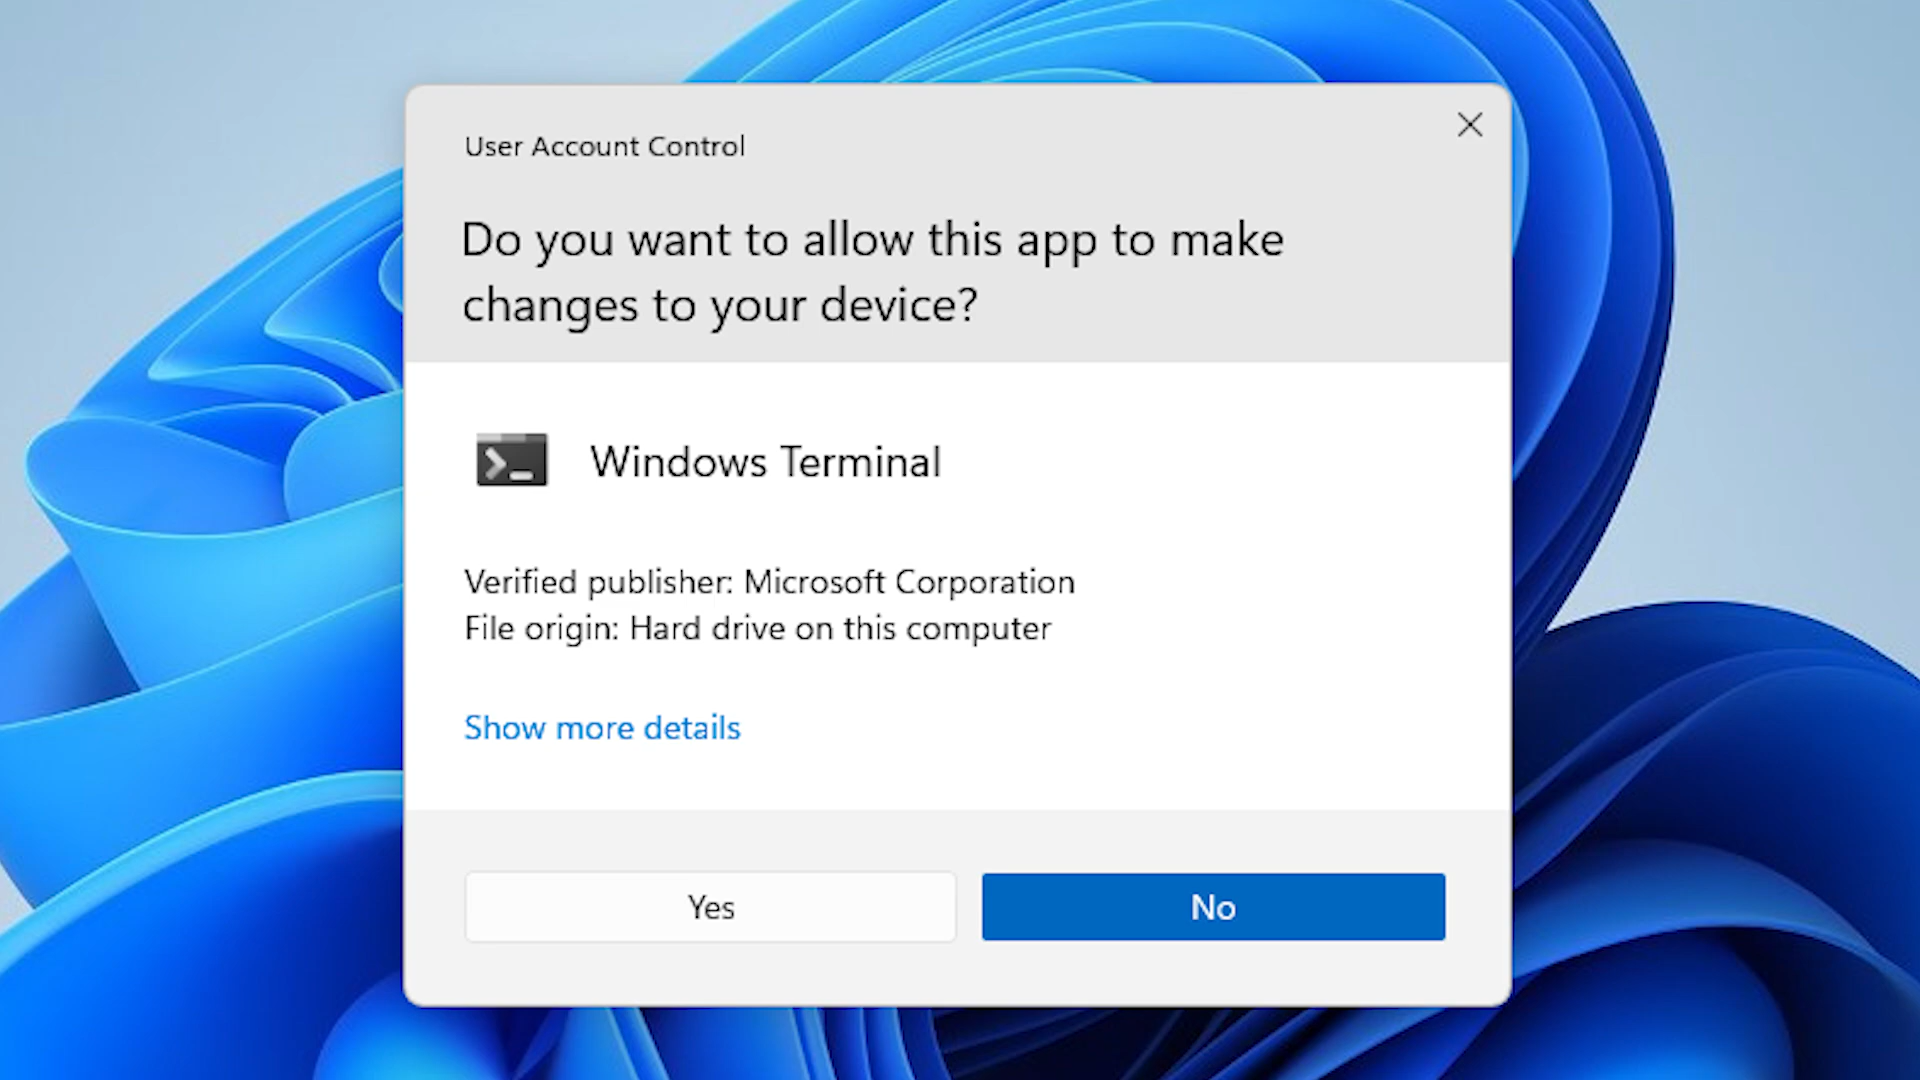 User Account Control
Do you want to allow this app to make
changes to your device?
Windows Terminal
Verified publisher: Microsoft Corporation
File origin: Hard drive on this computer
Show more details
Yes
No